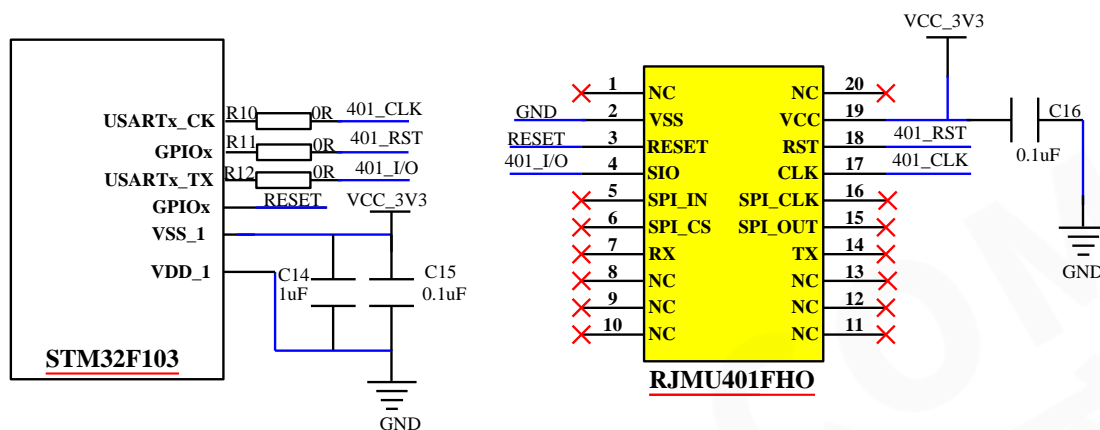 USARTx_CK R10 0R 401_CLK
GPIOx R11 0R 401_RST
USARTx_TX R12 0R 401_I/O
GPIOx RESET
VCC_3V3
VSS_1
VDD_1
C14
1uF
C15
0.1uF
STM32F103
GND
VCC_3V3
1 NC NC 20
GND 2 VSS VCC 19
C16
0.1uF
RESET 3 RESET RST 18 401_RST
401_I/O 4 SIO CLK 17 401_CLK
5 SPI_IN SPI_CLK 16
6 SPI_CS SPI_OUT 15
7 RX TX 14
8 NC NC 13
9 NC NC 12
10 NC NC 11
RJMU401FHO
GND